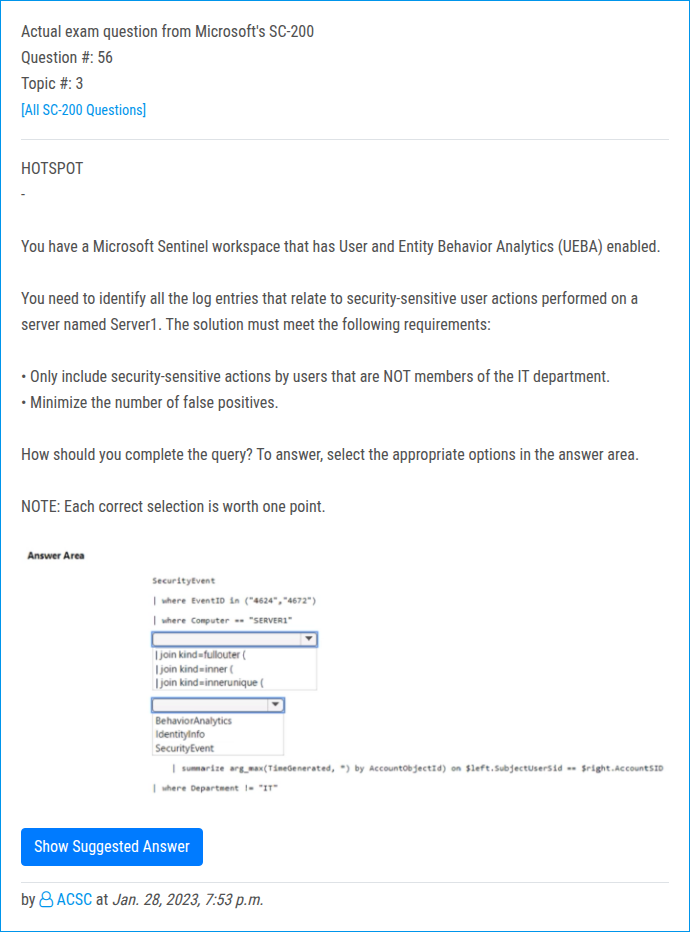 Actual exam question from Microsoft's SC-200
Question #: 56
Topic #: 3
[All SC-200 Questions]
HOTSPOT
-
You have a Microsoft Sentinel workspace that has User and Entity Behavior Analytics (UEBA) enabled.
You need to identify all the log entries that relate to security-sensitive user actions performed on a
server named Server1. The solution must meet the following requirements:
• Only include security-sensitive actions by users that are NOT members of the IT department.
• Minimize the number of false positives.
How should you complete the query? To answer, select the appropriate options in the answer area.
NOTE: Each correct selection is worth one point.
Answer Area
SecurityEvent
| where EventID in ("4624","4672")
| where Computer == "SERVER1"
| join kind=fullouter (
| join kind=inner (
| join kind=innerunique (
BehaviorAnalytics
IdentityInfo
SecurityEvent
| summarize arg_max(TimeGenerated, *) by AccountObjectId) on $left.SubjectUserSid == $right.AccountSID
| where Department != "IT"
Show Suggested Answer
by ACSC at Jan. 28, 2023, 7:53 p.m.